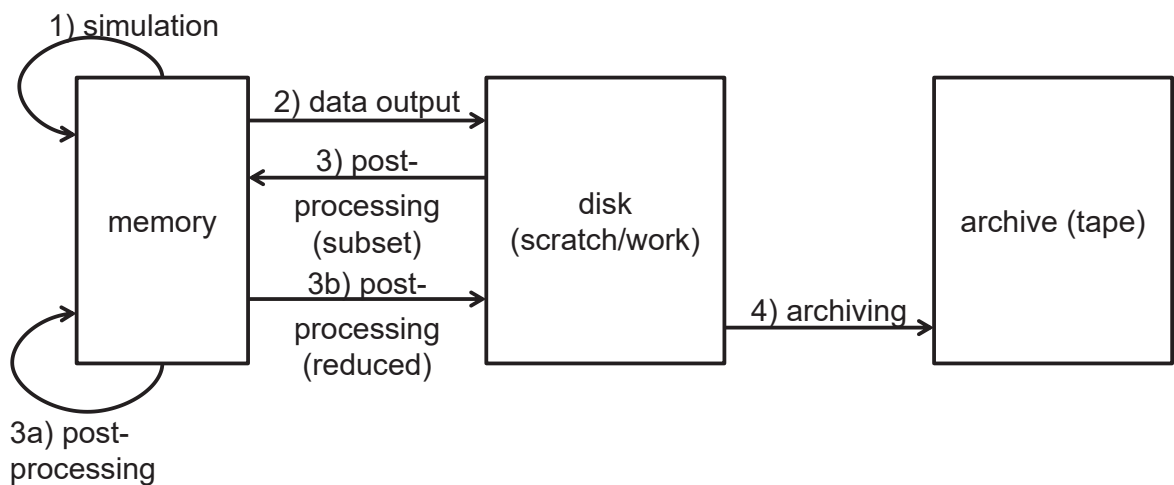 1) simulation
2) data output
3) post-
processing
(subset)
3b) post-
processing
(reduced)
memory
disk
(scratch/work)
archive (tape)
4) archiving
3a) post-
processing